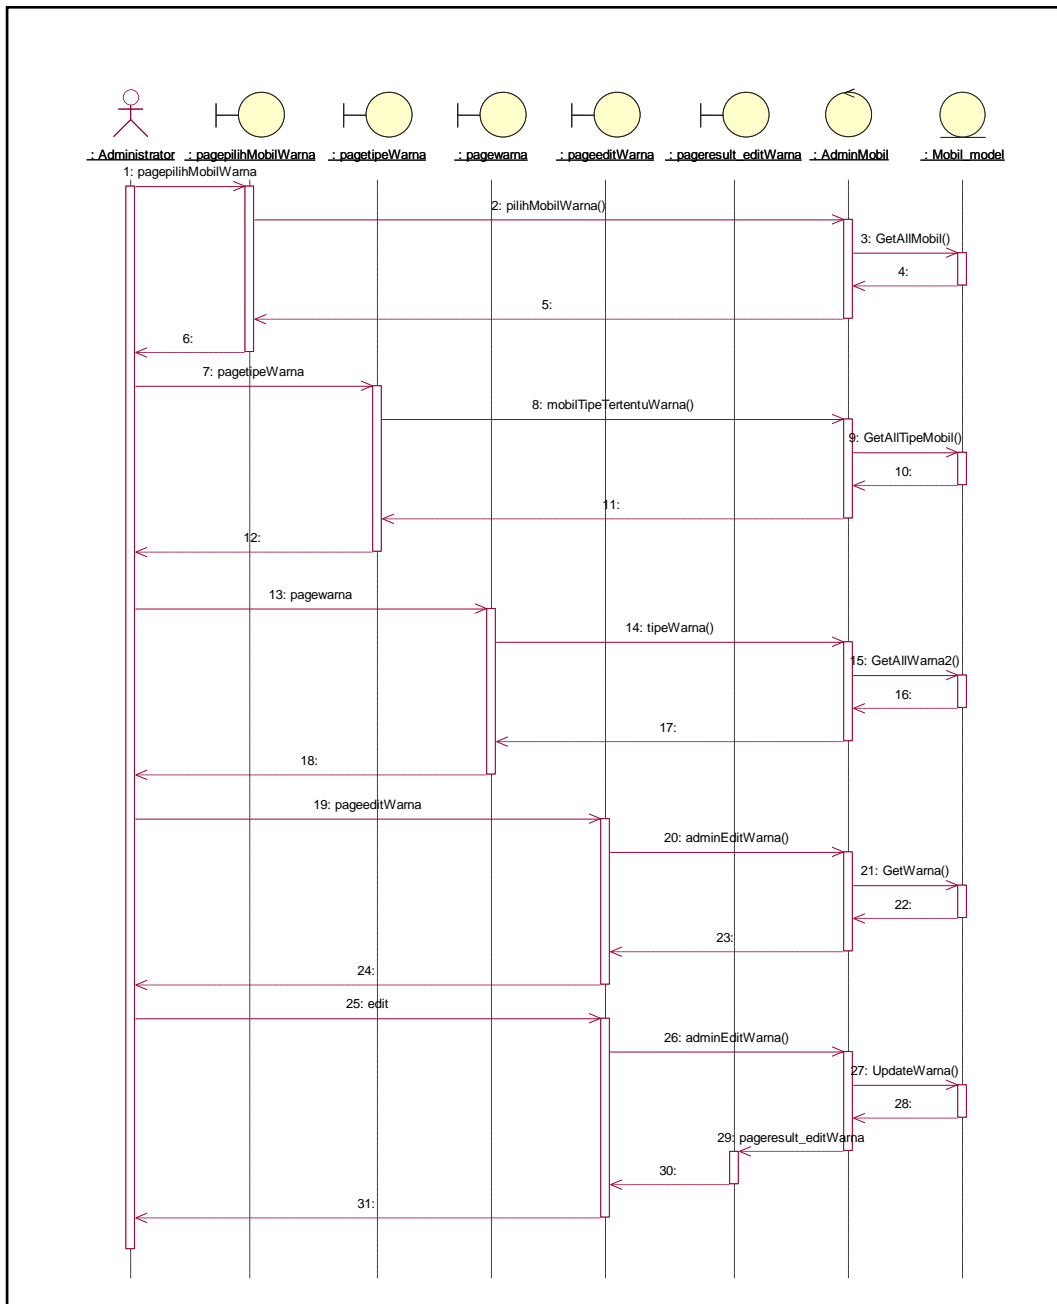 : Administrator
: pagepilihMobilWarna
: pagetipeWarna
: pagewarna
: pageeditWarna
: pageresult_editWarna
: AdminMobil
: Mobil_model
1: pagepilihMobilWarna
2: pilihMobilWarna()
3: GetAllMobil()
4:
5:
6:
7: pagetipeWarna
8: mobilTipeTertentuWarna()
9: GetAllTipeMobil()
10:
11:
12:
13: pagewarna
14: tipeWarna()
15: GetAllWarna2()
16:
17:
18:
19: pageeditWarna
20: adminEditWarna()
21: GetWarna()
22:
23:
24:
25: edit
26: adminEditWarna()
27: UpdateWarna()
28:
29: pageresult_editWarna
30:
31: